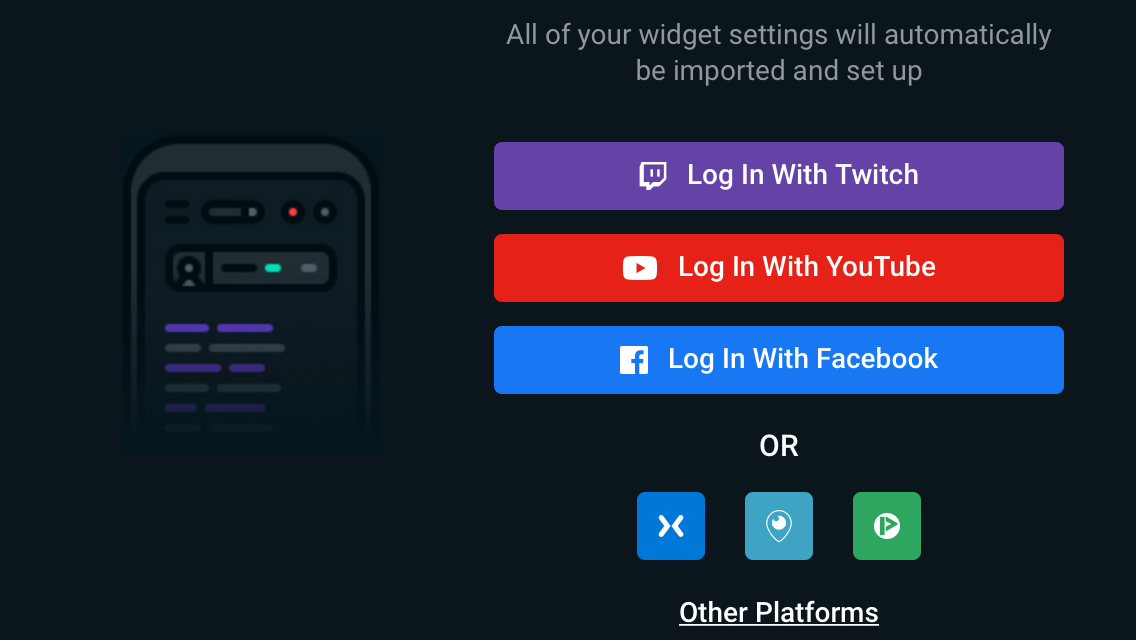 All of your widget settings will automatically
be imported and set up
Log In With Twitch
Log In With YouTube
Log In With Facebook
OR
Other Platforms